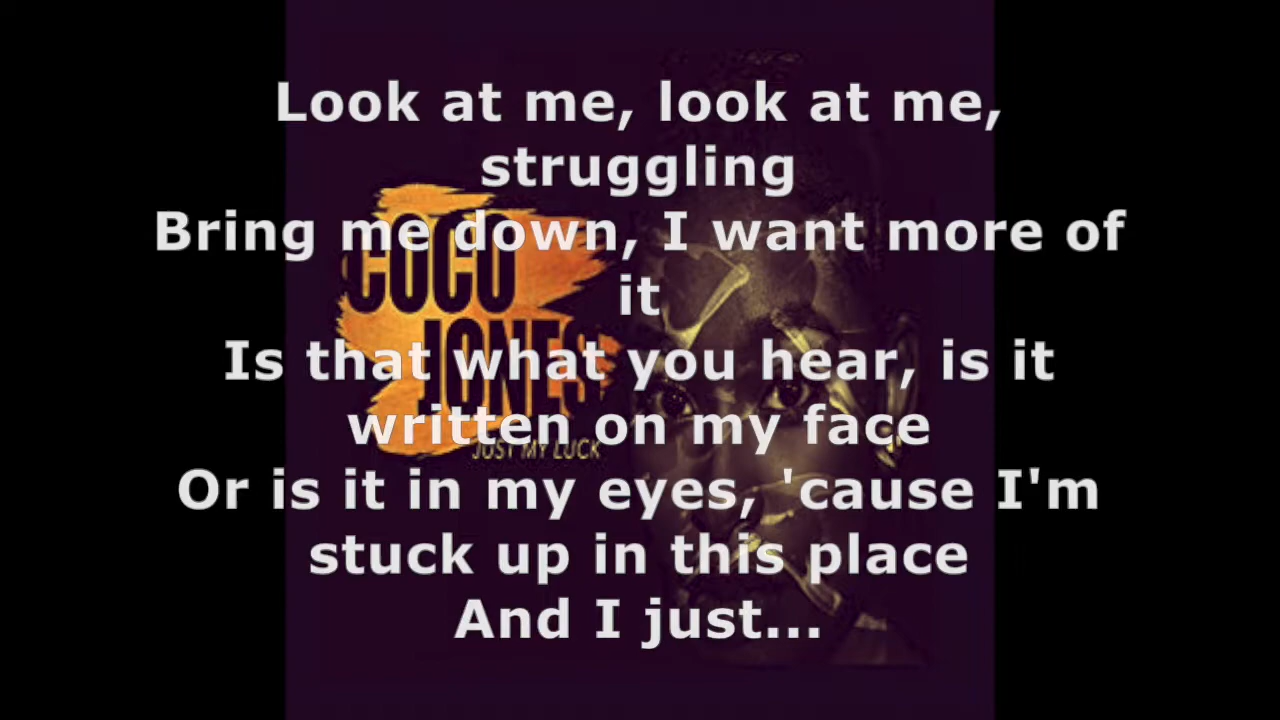 Look at me, look at me,
struggling
Bring me down, I want more of
it
Is that what you hear, is it
written on my face
Or is it in my eyes, 'cause I'm
stuck up in this place
And I just...
COCO
JONES
JUST MY LUCK